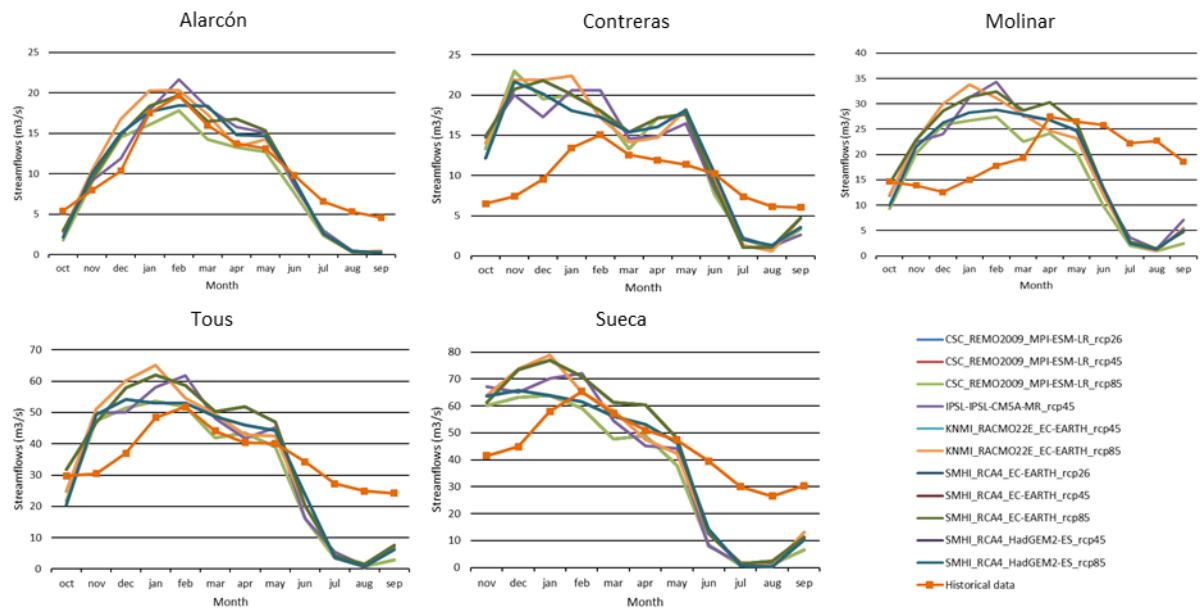 Alarcón
Streamflows (m3/s)
25
20
15
10
5
0
oct nov dec jan feb mar apr may jun jul aug sep
Month
Contreras
Streamflows (m3/s)
25
20
15
10
5
0
oct nov dec jan feb mar apr may jun jul aug sep
Month
Molinar
Streamflows (m3/s)
40
35
30
25
20
15
10
5
0
oct nov dec jan feb mar apr may jun jul aug sep
Month
Tous
Streamflows (m3/s)
70
60
50
40
30
20
10
0
oct nov dec jan feb mar apr may jun jul aug sep
Month
Sueca
Streamflows (m3/s)
80
70
60
50
40
30
20
10
0
nov dec jan feb mar apr may jun jul aug sep
Month
CSC_REMO2009_MPI-ESM-LR_rcp26
CSC_REMO2009_MPI-ESM-LR_rcp45
CSC_REMO2009_MPI-ESM-LR_rcp85
IPSL-IPSL-CM5A-MR_rcp45
KNMI_RACMO22E_EC-EARTH_rcp45
KNMI_RACMO22E_EC-EARTH_rcp85
SMHI_RCA4_EC-EARTH_rcp26
SMHI_RCA4_EC-EARTH_rcp45
SMHI_RCA4_EC-EARTH_rcp85
SMHI_RCA4_HadGEM2-ES_rcp45
SMHI_RCA4_HadGEM2-ES_rcp85
Historical data